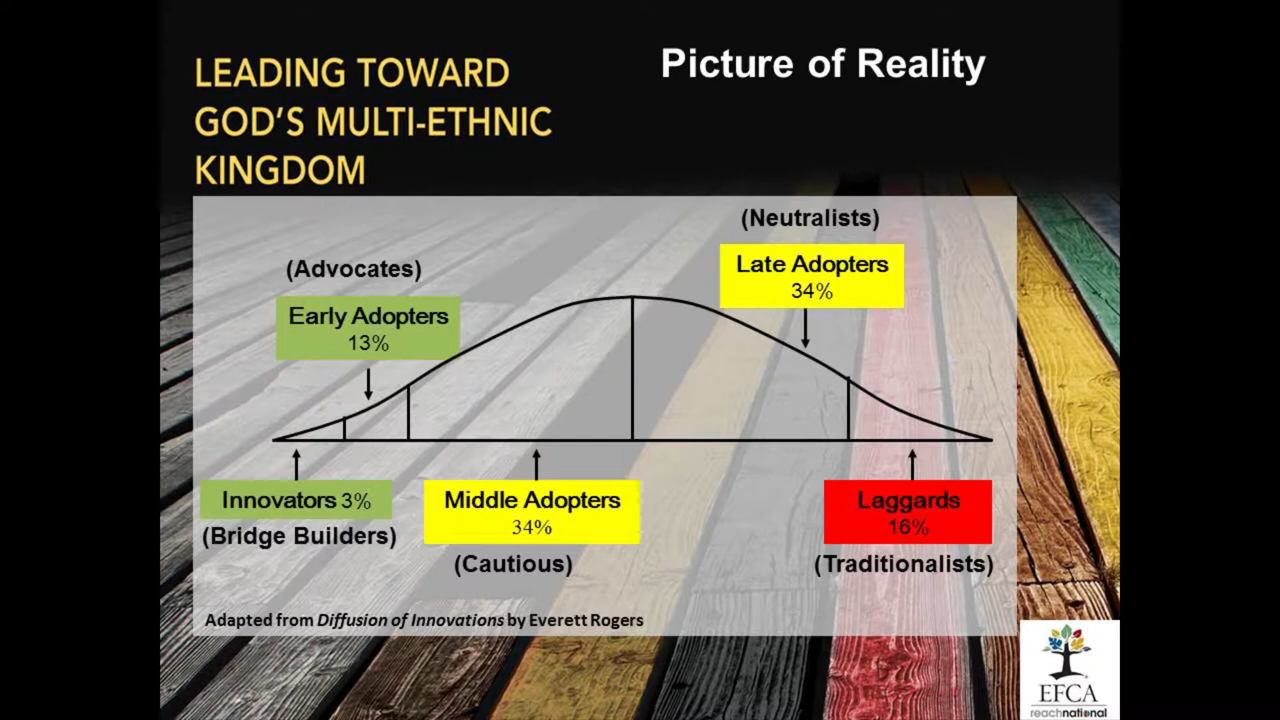 LEADING TOWARD
GOD'S MULTI-ETHNIC
KINGDOM
Picture of Reality
(Neutralists)
Late Adopters
34%
(Advocates)
Early Adopters
13%
Innovators 3%
(Bridge Builders)
Middle Adopters
34%
(Cautious)
Laggards
16%
(Traditionalists)
Adapted from Diffusion of Innovations by Everett Rogers
EFCA
reachnational